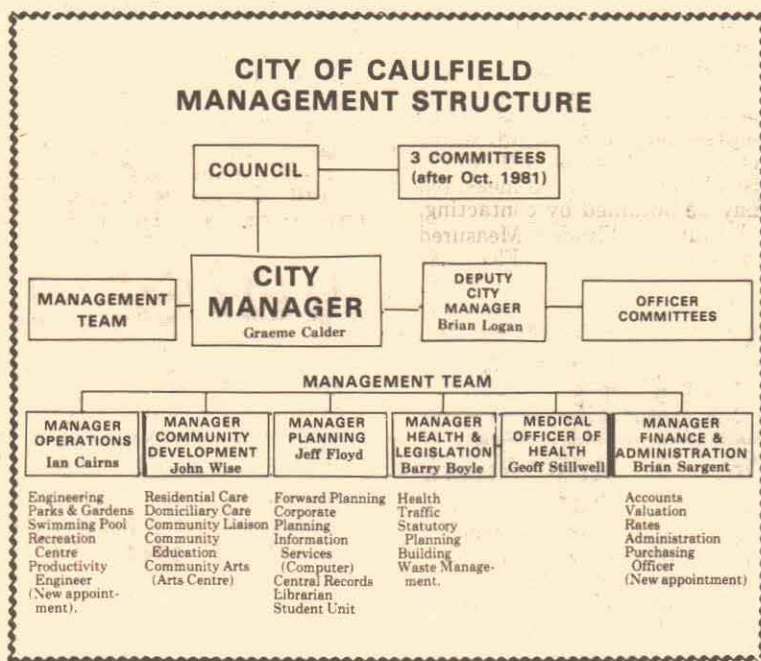 CITY OF CAULFIELD
MANAGEMENT STRUCTURE
COUNCIL
3 COMMITTEES
(after Oct. 1981)
MANAGEMENT
TEAM
CITY
MANAGER
Graeme Calder
DEPUTY
CITY
MANAGER
Brian Logan
OFFICER
COMMITTEES
MANAGEMENT TEAM
MANAGER
OPERATIONS
Ian Cairns
MANAGER
COMMUNITY
DEVELOPMENT
John Wise
MANAGER
PLANNING
Jeff Floyd
MANAGER
HEALTH &
LEGISLATION
Barry Boyle
MEDICAL
OFFICER OF
HEALTH
Geoff Stillwell
MANAGER
FINANCE &
ADMINISTRATION
Brian Sargent
Engineering
Parks & Gardens
Swimming Pool
Recreation
Centre
Productivity
Engineer
(New appoint-
ment).
Residential Care
Domiciliary Care
Community Liaison
Community
Education
Community Arts
(Arts Centre)
Forward Planning
Corporate
Planning
Information
Services
(Computer)
Central Records
Librarian
Student Unit
Health
Traffic
Statutory
Planning
Building
Waste Manage-
ment.
Accounts
Valuation
Rates
Administration
Purchasing
Officer
(New appointment)